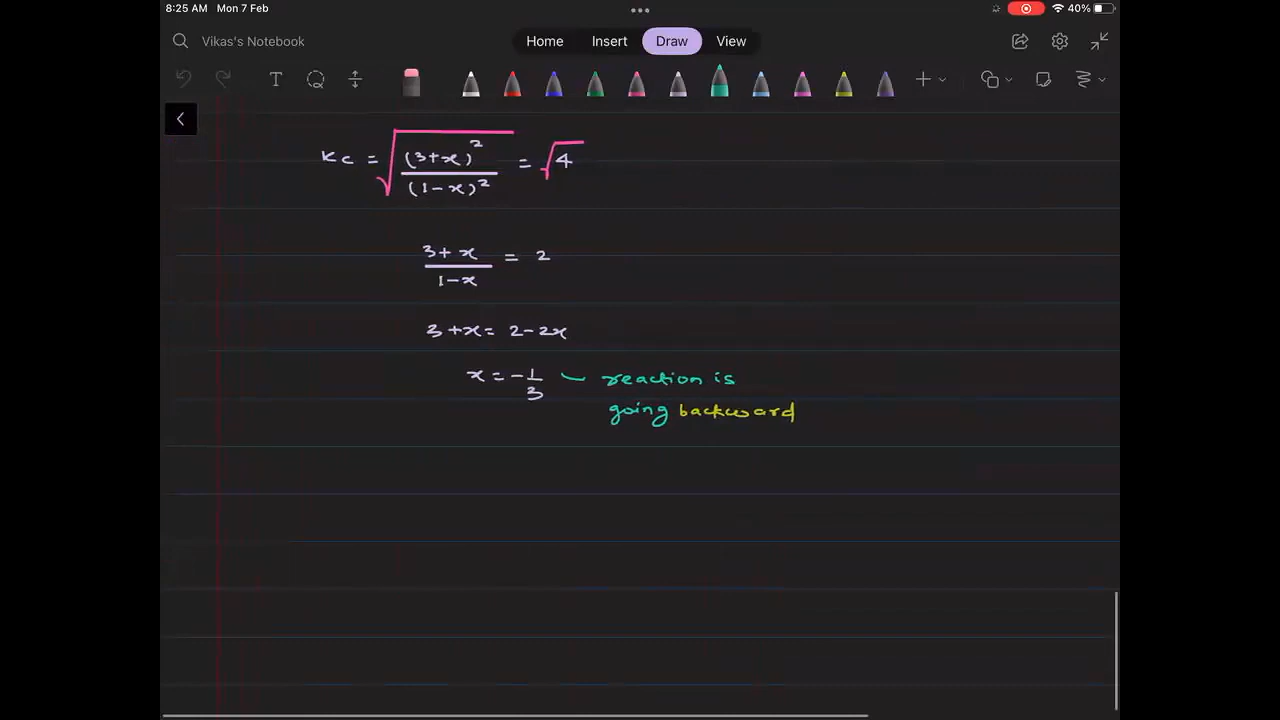 8:25 AM Mon 7 Feb
40%
Vikas's Notebook
Home Insert Draw View
Kc = √((3+x)²/(1-x)²) = √4
(3+x)/(1-x) = 2
3+x = 2-2x
x = -1/3 reaction is
going backward